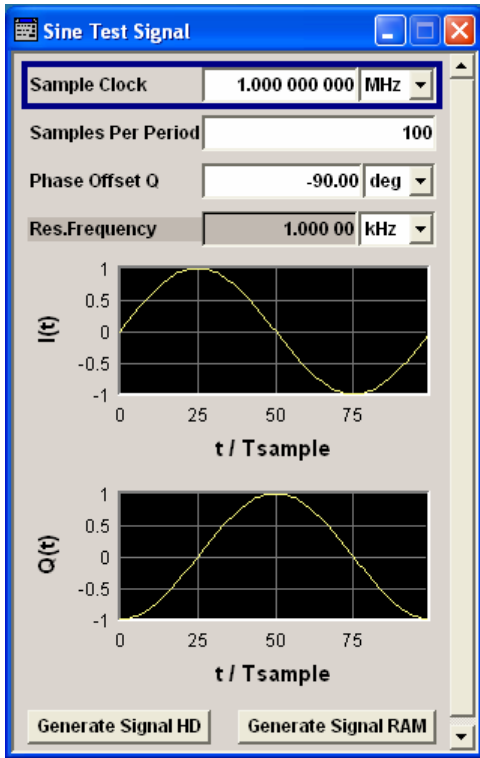 Sine Test Signal
Sample Clock 1.000 000 000 MHz
Samples Per Period 100
Phase Offset Q -90.00 deg
Res.Frequency 1.000 00 kHz
1
0.5
0
-0.5
-1
I(t)
0 25 50 75
t / Tsample
1
0.5
0
-0.5
-1
Q(t)
0 25 50 75
t / Tsample
Generate Signal HD Generate Signal RAM